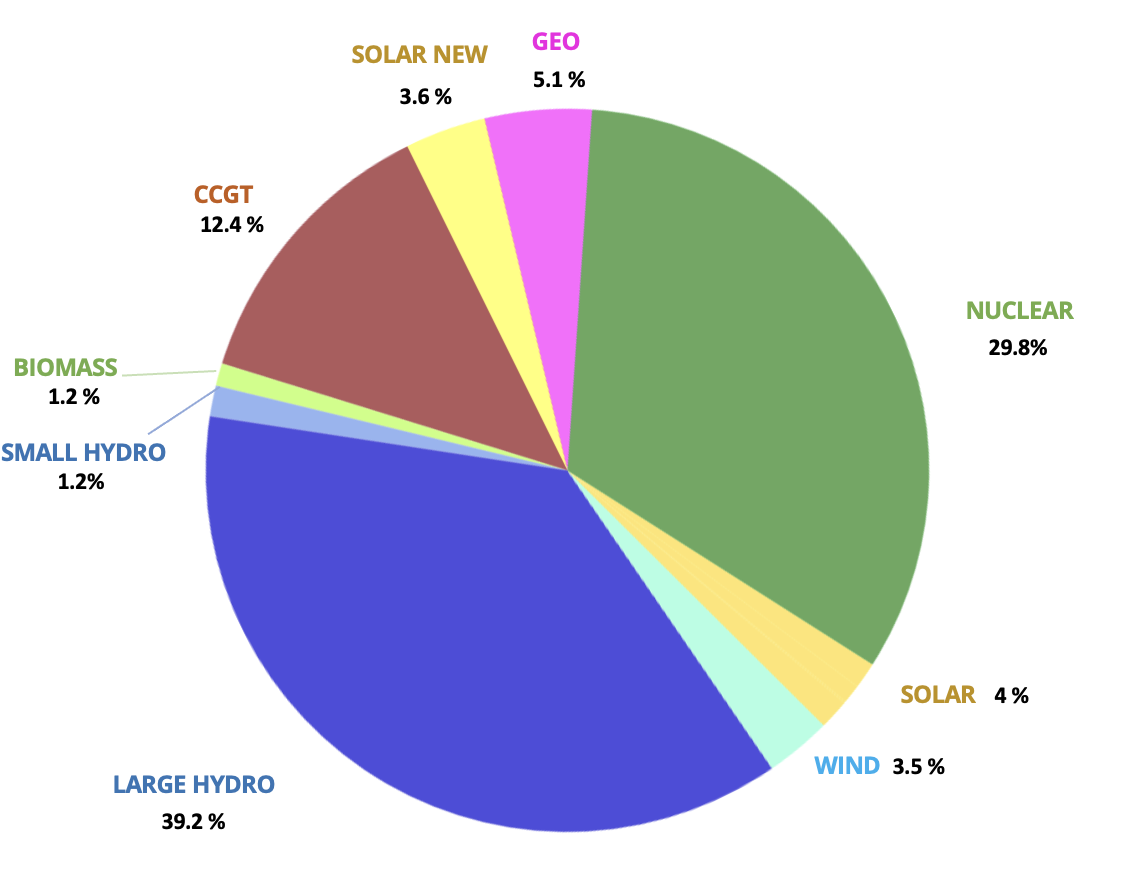 GEO
5.1 %
SOLAR NEW
3.6 %
CCGT
12.4 %
NUCLEAR
29.8%
BIOMASS
1.2 %
SMALL HYDRO
1.2%
SOLAR 4 %
WIND 3.5 %
LARGE HYDRO
39.2 %